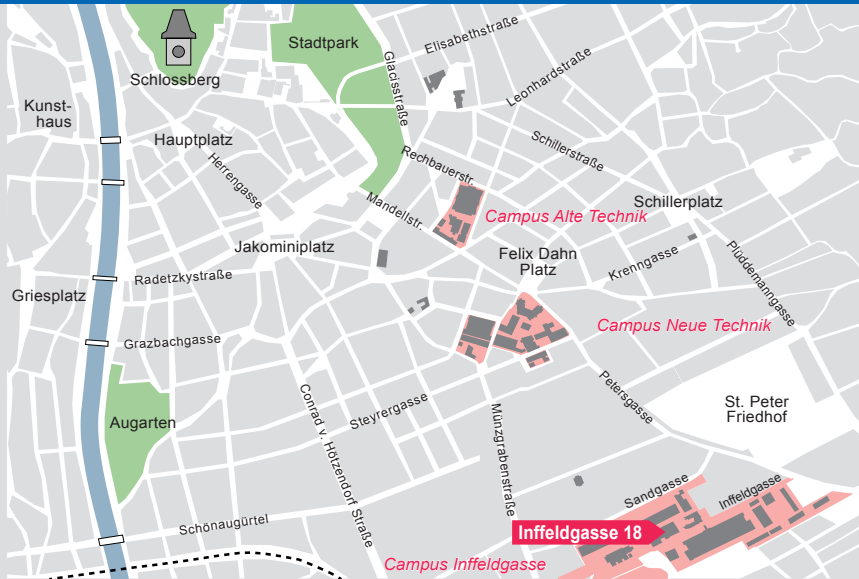 Stadtpark
Elisabethstraße
Glacisstraße
Leonhardstraße
Schlossberg
Kunst-
haus
Hauptplatz
Herrengasse
Schillerstraße
Rechbauerstr.
Mandellstr.
Campus Alte Technik
Schillerplatz
Jakominiplatz
Felix Dahn
Platz
Krenngasse
Plüddemanngasse
Radetzkystraße
Griesplatz
Campus Neue Technik
Grazbachgasse
Petersgasse
Conrad v. Hötzendorf Straße
Steyrergasse
Münzgrabenstraße
St. Peter
Friedhof
Augarten
Sandgasse
Inffeldgasse
Schönaugürtel
Inffeldgasse 18
Campus Inffeldgasse